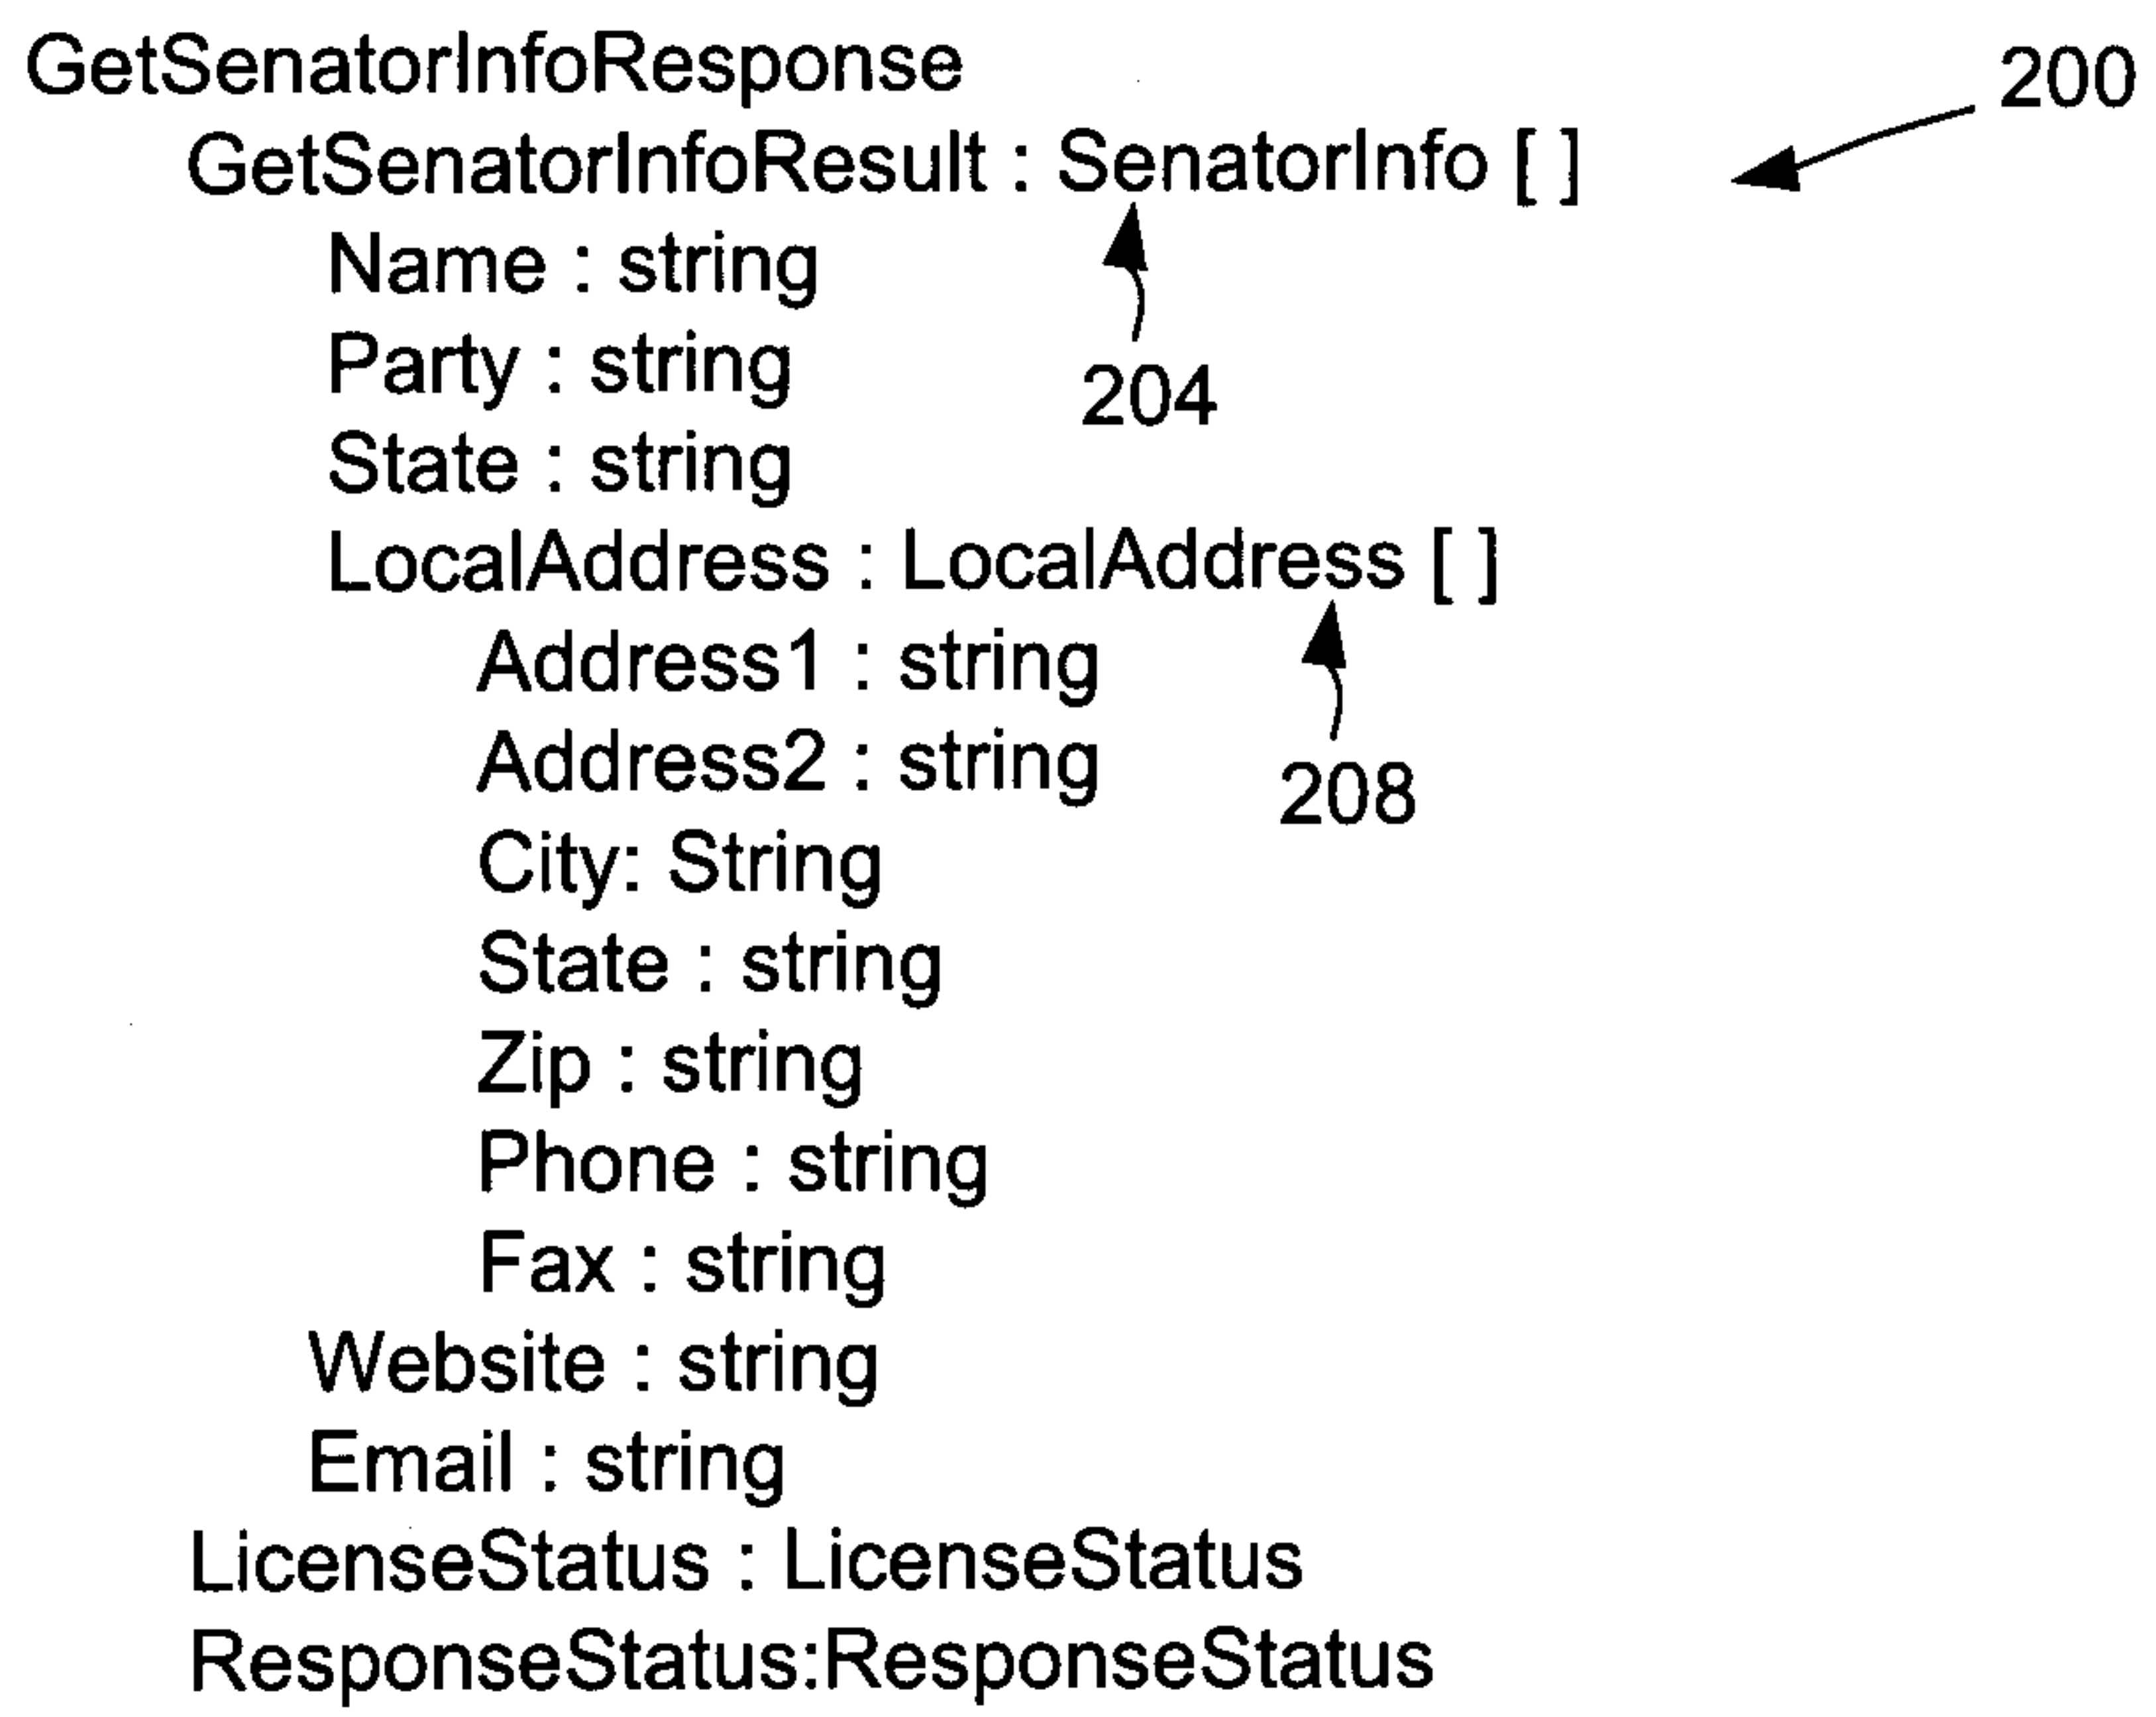 GetSenatorInfoResponse
200
GetSenatorInfoResult : SenatorInfo [ ]
Name : string
Party : string
204
State : string
LocalAddress : LocalAddress [ ]
Address1 : string
Address2 : string
208
City: String
State : string
Zip : string
Phone : string
Fax : string
Website : string
Email : string
LicenseStatus : LicenseStatus
ResponseStatus:ResponseStatus